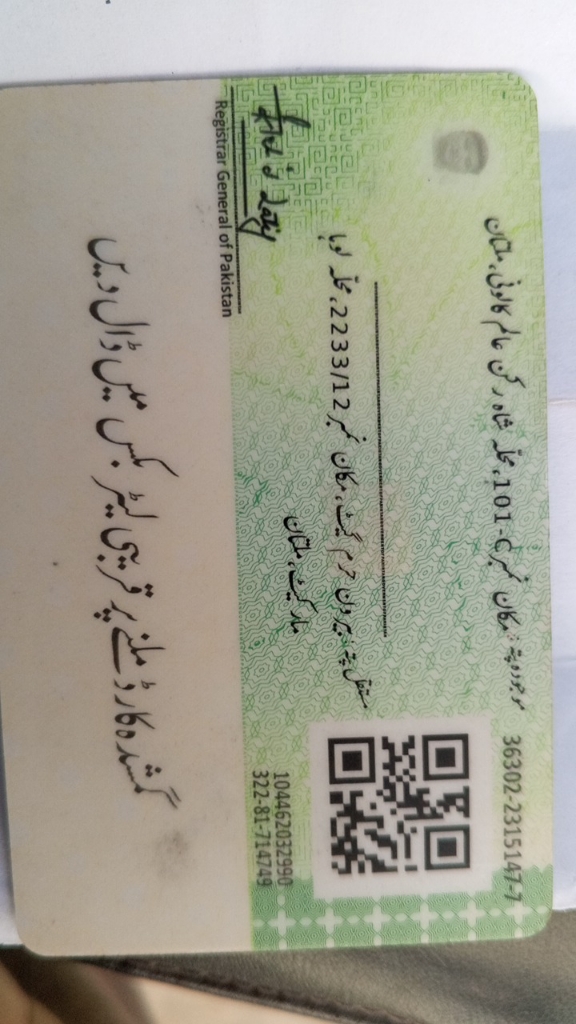 36302-2315147-7
موجودہ پتہ: مکان نمبر 101-C، محلہ شاہ رکن عالم کالونی، ملتان
مستقل پتہ: بیرون حرم گیٹ، مکان نمبر 2233/12، محلہ لوہا
مارکیٹ، ملتان
104462032990
322-81-714749
Registrar General of Pakistan
گمشدہ کارڈ ملنے پر قریبی لیٹر بکس میں ڈال دیں